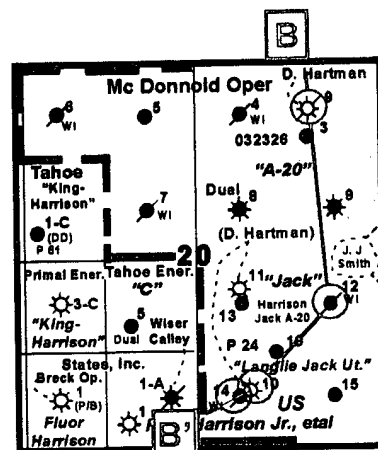 B
D. Hartman
Mc Donnold Oper
6
WI
5
4
WI
9
3
032326
Tahoe
"King-
Harrison"
"A-20"
1-C
(DD)
P 61
7
WI
Dual
8
9
(D. Hartman)
20
J. J.
Smith
Primal Ener.
Tahoe Ener.
"C"
11
"Jack"
12
WI
3-C
13
Harrison
Jack A-20
"King-
Harrison"
5
Dual
Wiser
Calley
P 24
16
States, Inc.
"Langlie Jack Ut."
Breck Op.
1-A
1
(P/B)
14
10
15
US
Fluor
Harrison
1
B'
Harrison Jr., etal